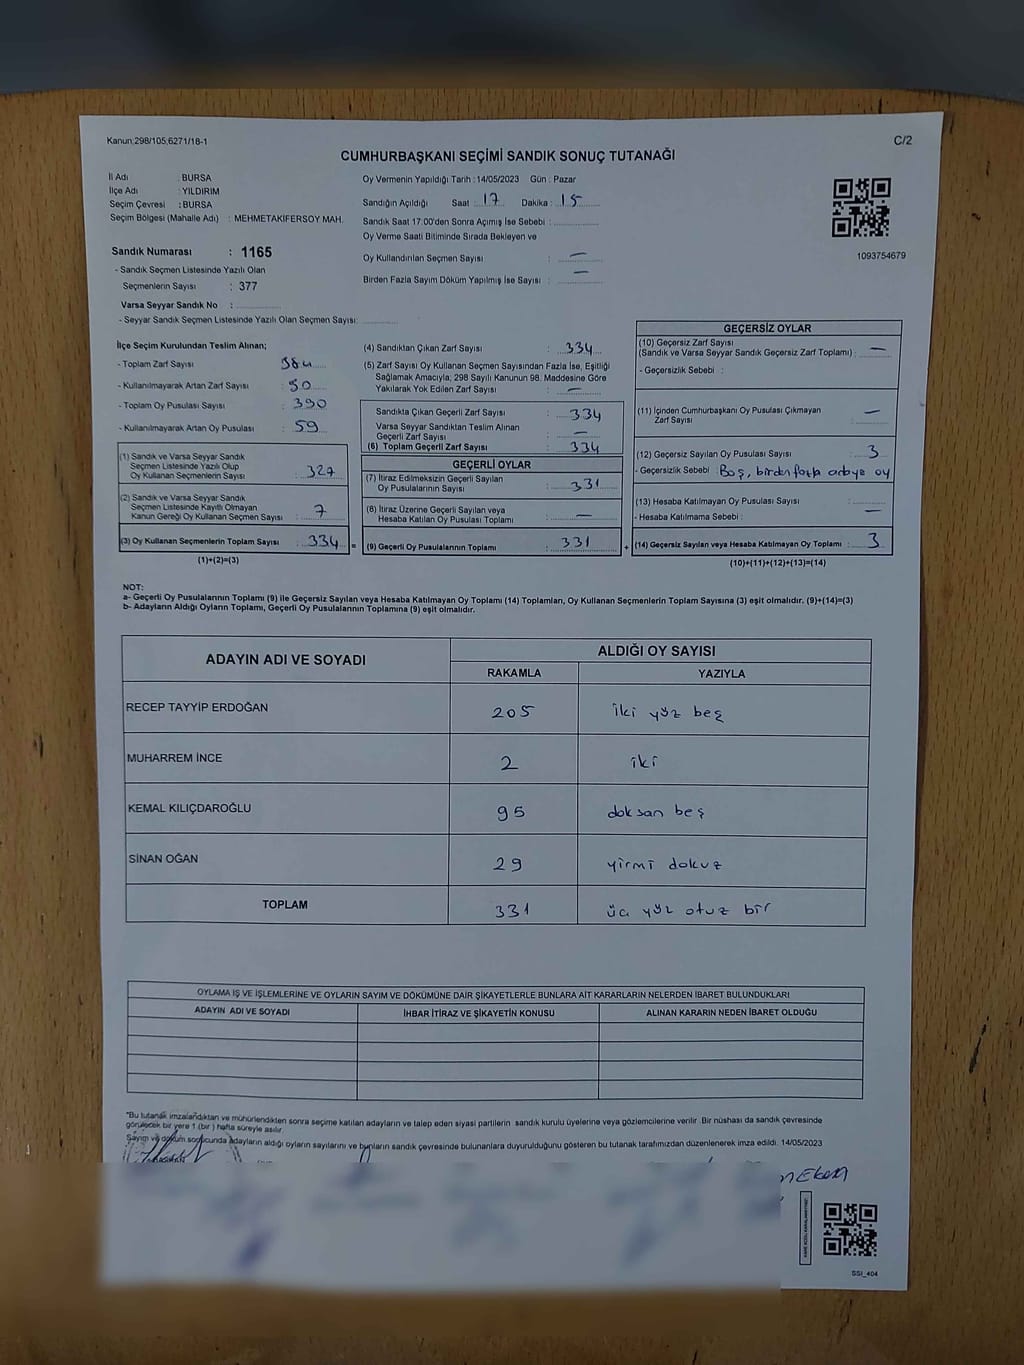 Kanun;298/105,6271/18-1
C/2
CUMHURBAŞKANI SEÇİMİ SANDIK SONUÇ TUTANAĞI
İl Adı : BURSA
İlçe Adı : YILDIRIM
Seçim Çevresi : BURSA
Seçim Bölgesi (Mahalle Adı) : MEHMETAKİFERSOY MAH.
Sandık Numarası : 1165
- Sandık Seçmen Listesinde Yazılı Olan
Seçmenlerin Sayısı : 377
Varsa Seyyar Sandık No :
- Seyyar Sandık Seçmen Listesinde Yazılı Olan Seçmen Sayısı:
Oy Vermenin Yapıldığı Tarih : 14/05/2023 Gün : Pazar
Sandığın Açıldığı Saat : 17 Dakika : 15
Sandık Saat 17:00'den Sonra Açımış İse Sebebi :
Oy Verme Saati Bitiminde Sırada Bekleyen ve
Oy Kullandırılan Seçmen Sayısı : —
Birden Fazla Sayım Döküm Yapılmış İse Sayısı : —
1093754679
İlçe Seçim Kurulundan Teslim Alınan;
- Toplam Zarf Sayısı : 384
- Kullanılmayarak Artan Zarf Sayısı : 50
- Toplam Oy Pusulası Sayısı : 390
- Kullanılmayarak Artan Oy Pusulası : 59
(1) Sandık ve Varsa Seyyar Sandık
Seçmen Listesinde Yazılı Olup
Oy Kullanan Seçmenlerin Sayısı : 327
(2) Sandık ve Varsa Seyyar Sandık
Seçmen Listesinde Kayıtlı Olmayan
Kanun Gereği Oy Kullanan Seçmen Sayısı : 7
(3) Oy Kullanan Seçmenlerin Toplam Sayısı : 334
(1)+(2)=(3)
(4) Sandıktan Çıkan Zarf Sayısı : 334
(5) Zarf Sayısı Oy Kullanan Seçmen Sayısından Fazla İse, Eşitliği
Sağlamak Amacıyla, 298 Sayılı Kanunun 98. Maddesine Göre
Yakılarak Yok Edilen Zarf Sayısı : —
Sandıkta Çıkan Geçerli Zarf Sayısı : 334
Varsa Seyyar Sandıktan Teslim Alınan
Geçerli Zarf Sayısı : —
(6) Toplam Geçerli Zarf Sayısı : 334
GEÇERLİ OYLAR
(7) İtiraz Edilmeksizin Geçerli Sayılan
Oy Pusulalarının Sayısı : 331
(8) İtiraz Üzerine Geçerli Sayılan veya
Hesaba Katılan Oy Pusulası Toplamı : —
= (9) Geçerli Oy Pusulalarının Toplamı : 331 +
GEÇERSİZ OYLAR
(10) Geçersiz Zarf Sayısı
(Sandık ve Varsa Seyyar Sandık Geçersiz Zarf Toplamı) : —
- Geçersizlik Sebebi :
(11) İçinden Cumhurbaşkanı Oy Pusulası Çıkmayan
Zarf Sayısı : —
(12) Geçersiz Sayılan Oy Pusulası Sayısı : 3
- Geçersizlik Sebebi : Boş, birden fazla adaya oy
(13) Hesaba Katılmayan Oy Pusulası Sayısı :
- Hesaba Katılmama Sebebi : —
(14) Geçersiz Sayılan veya Hesaba Katılmayan Oy Toplamı : 3
(10)+(11)+(12)+(13)=(14)
NOT:
a- Geçerli Oy Pusulalarının Toplamı (9) ile Geçersiz Sayılan veya Hesaba Katılmayan Oy Toplamı (14) Toplamları, Oy Kullanan Seçmenlerin Toplam Sayısına (3) eşit olmalıdır. (9)+(14)=(3)
b- Adayların Aldığı Oyların Toplamı, Geçerli Oy Pusulalarının Toplamına (9) eşit olmalıdır.
ADAYIN ADI VE SOYADI
ALDIĞI OY SAYISI
RAKAMLA YAZIYLA
RECEP TAYYİP ERDOĞAN 205 iki yüz beş
MUHARREM İNCE 2 iki
KEMAL KILIÇDAROĞLU 95 doksan beş
SİNAN OĞAN 29 yirmi dokuz
TOPLAM 331 üç yüz otuz bir
OYLAMA İŞ VE İŞLEMLERİNE VE OYLARIN SAYIM VE DÖKÜMÜNE DAİR ŞİKAYETLERLE BUNLARA AİT KARARLARIN NELERDEN İBARET BULUNDUKLARI
ADAYIN ADI VE SOYADI İHBAR İTİRAZ VE ŞİKAYETİN KONUSU ALINAN KARARIN NEDEN İBARET OLDUĞU
*Bu tutanak imzalandıktan ve mühürlendikten sonra seçime katılan adayların ve talep eden siyasi partilerin sandık kurulu üyelerine veya gözlemcilerine verilir. Bir nüshası da sandık çevresinde
görülecek bir yere 1 (bir ) hafta süreyle asılır.
Sayım ve döküm sonucunda adayların aldığı oyların sayılarını ve bunların sandık çevresinde bulunanlara duyurulduğunu gösteren bu tutanak tarafımızdan düzenlenerek imza edildi. 14/05/2023
SSI_404